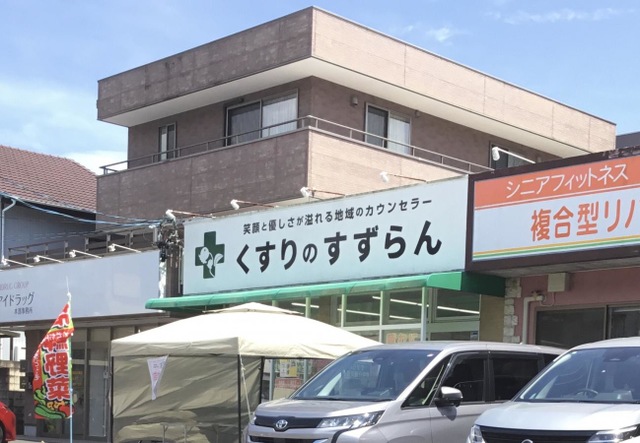 笑顔と優しさが溢れる地域のカウンセラー
くすりのすずらん
シニアフィットネス
複合型リハ
アイドラッグ
野菜